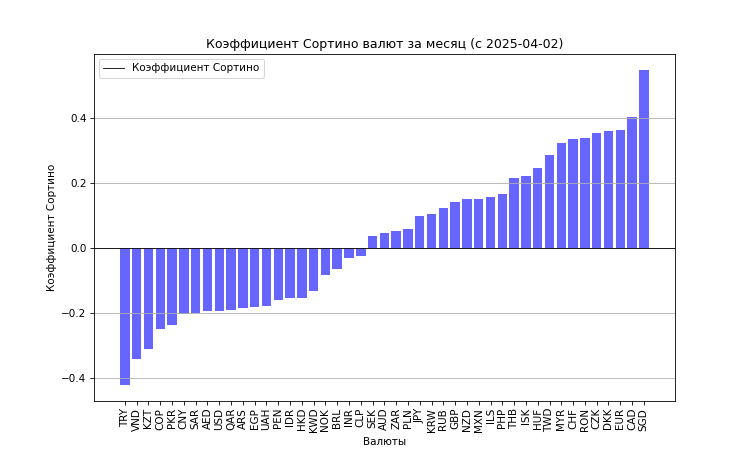 Коэффициент Сортино валют за месяц (с 2025-04-02)
Коэффициент Сортино
Коэффициент Сортино
0.4
0.2
0.0
−0.2
−0.4
TRY
VND
KZT
COP
PKR
CNY
SAR
AED
USD
QAR
ARS
EGP
UAH
PEN
IDR
HKD
KWD
NOK
BRL
INR
CLP
SEK
AUD
ZAR
PLN
JPY
KRW
RUB
GBP
NZD
MXN
ILS
PHP
THB
ISK
HUF
TWD
MYR
CHF
RON
CZK
DKK
EUR
CAD
SGD
Валюты